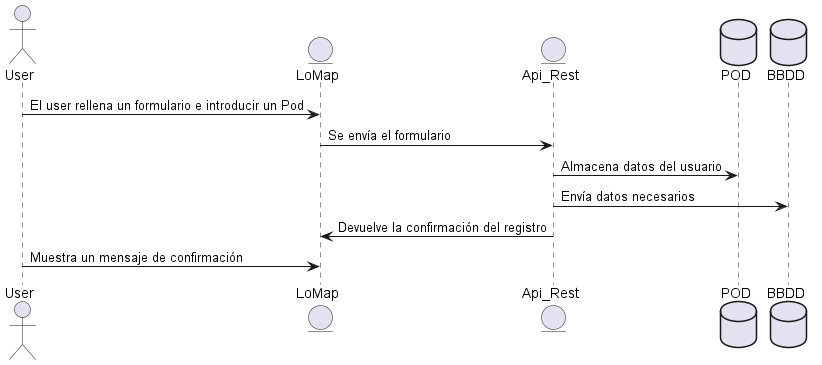 User
LoMap
Api_Rest
POD
BBDD
El user rellena un formulario e introducir un Pod
Se envía el formulario
Almacena datos del usuario
Envía datos necesarios
Devuelve la confirmación del registro
Muestra un mensaje de confirmación
User
LoMap
Api_Rest
POD
BBDD